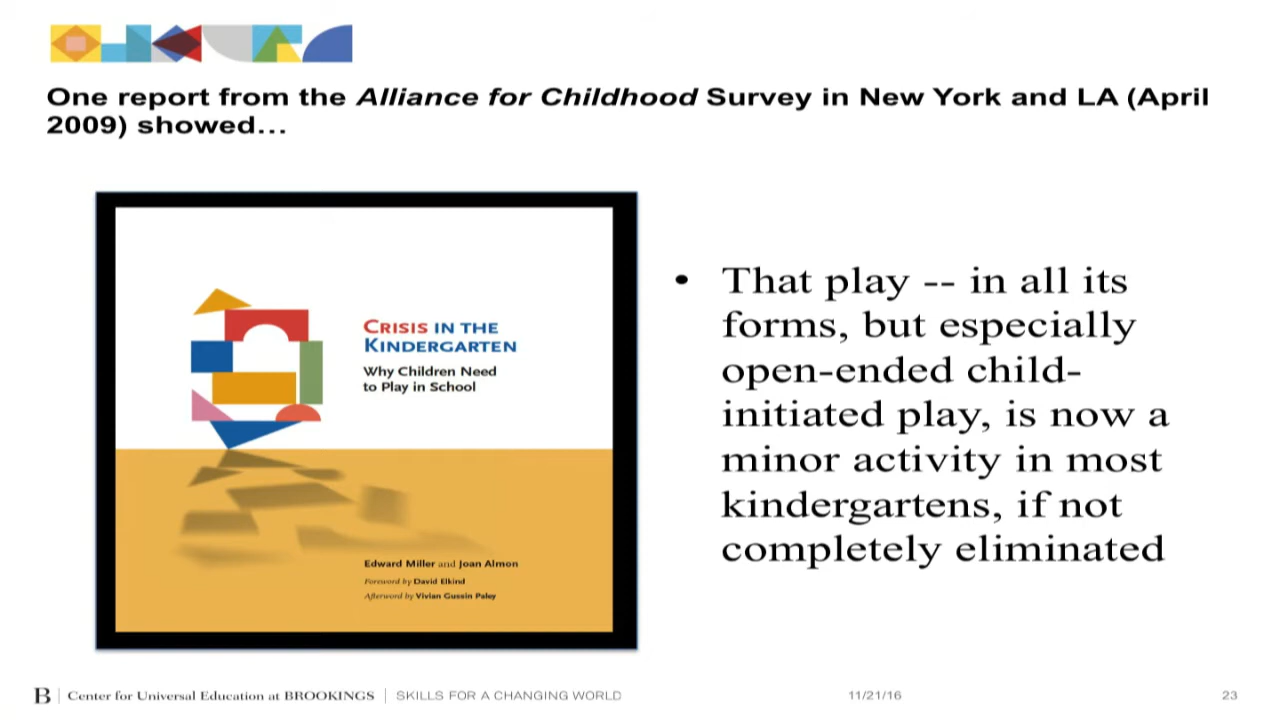 One report from the Alliance for Childhood Survey in New York and LA (April
2009) showed…
CRISIS IN THE
KINDERGARTEN
Why Children Need
to Play in School
Edward Miller and Joan Almon
Foreword by David Elkind
Afterword by Vivian Gussin Paley
• That play -- in all its
forms, but especially
open-ended child-
initiated play, is now a
minor activity in most
kindergartens, if not
completely eliminated
B | Center for Universal Education at BROOKINGS | SKILLS FOR A CHANGING WORLD
11/21/16
23